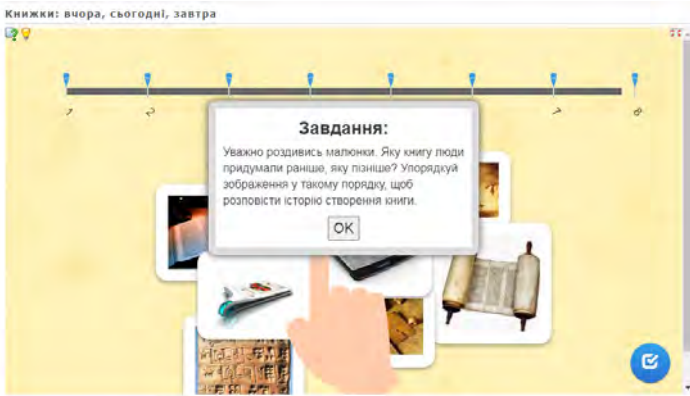 Книжки: вчора, сьогодні, завтра
1 2 7 8
Завдання:
Уважно роздивись малюнки. Яку книгу люди
придумали раніше, яку пізніше? Упорядкуй
зображення у такому порядку, щоб
розповісти історію створення книги.
OK